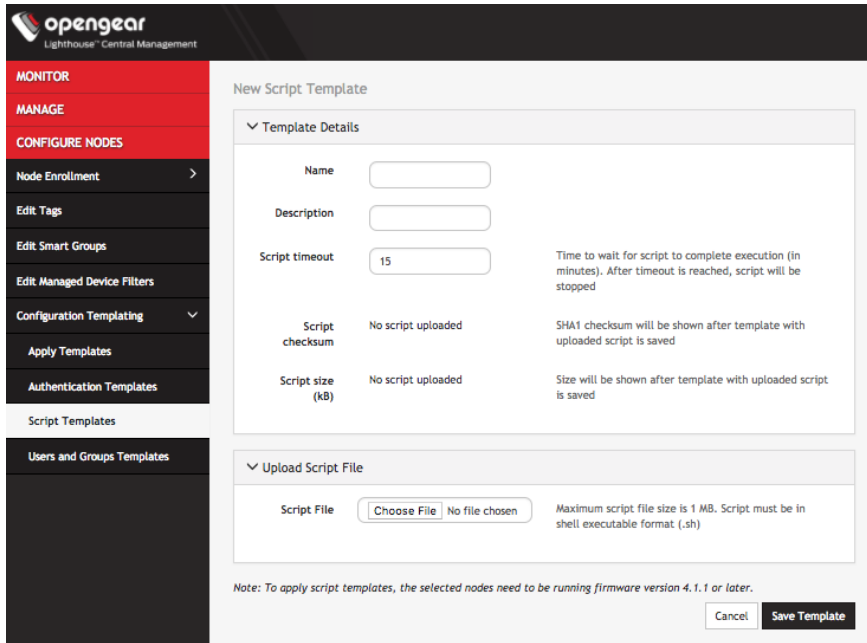 opengear
Lighthouse™ Central Management
MONITOR
MANAGE
CONFIGURE NODES
Node Enrollment
Edit Tags
Edit Smart Groups
Edit Managed Device Filters
Configuration Templating
Apply Templates
Authentication Templates
Script Templates
Users and Groups Templates
New Script Template
Template Details
Name
Description
Script timeout
15
Time to wait for script to complete execution (in
minutes). After timeout is reached, script will be
stopped
Script
checksum
No script uploaded
SHA1 checksum will be shown after template with
uploaded script is saved
Script size
(kB)
No script uploaded
Size will be shown after template with uploaded script
is saved
Upload Script File
Script File
Choose File No file chosen
Maximum script file size is 1 MB. Script must be in
shell executable format (.sh)
Note: To apply script templates, the selected nodes need to be running firmware version 4.1.1 or later.
Cancel
Save Template